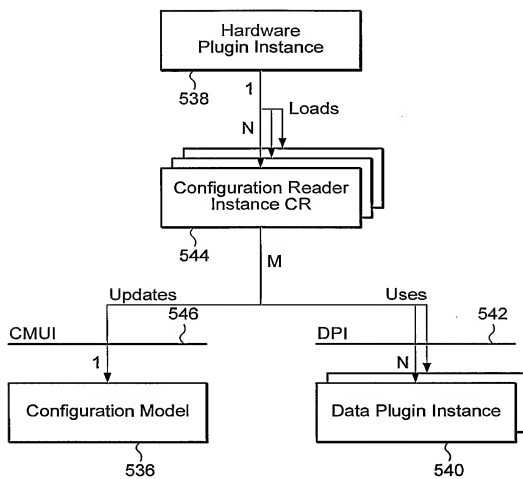 Hardware
Plugin Instance
538
1
Loads
N
Configuration Reader
Instance CR
544
M
Updates
Uses
CMUI
546
DPI
542
1
N
Configuration Model
Data Plugin Instance
536
540